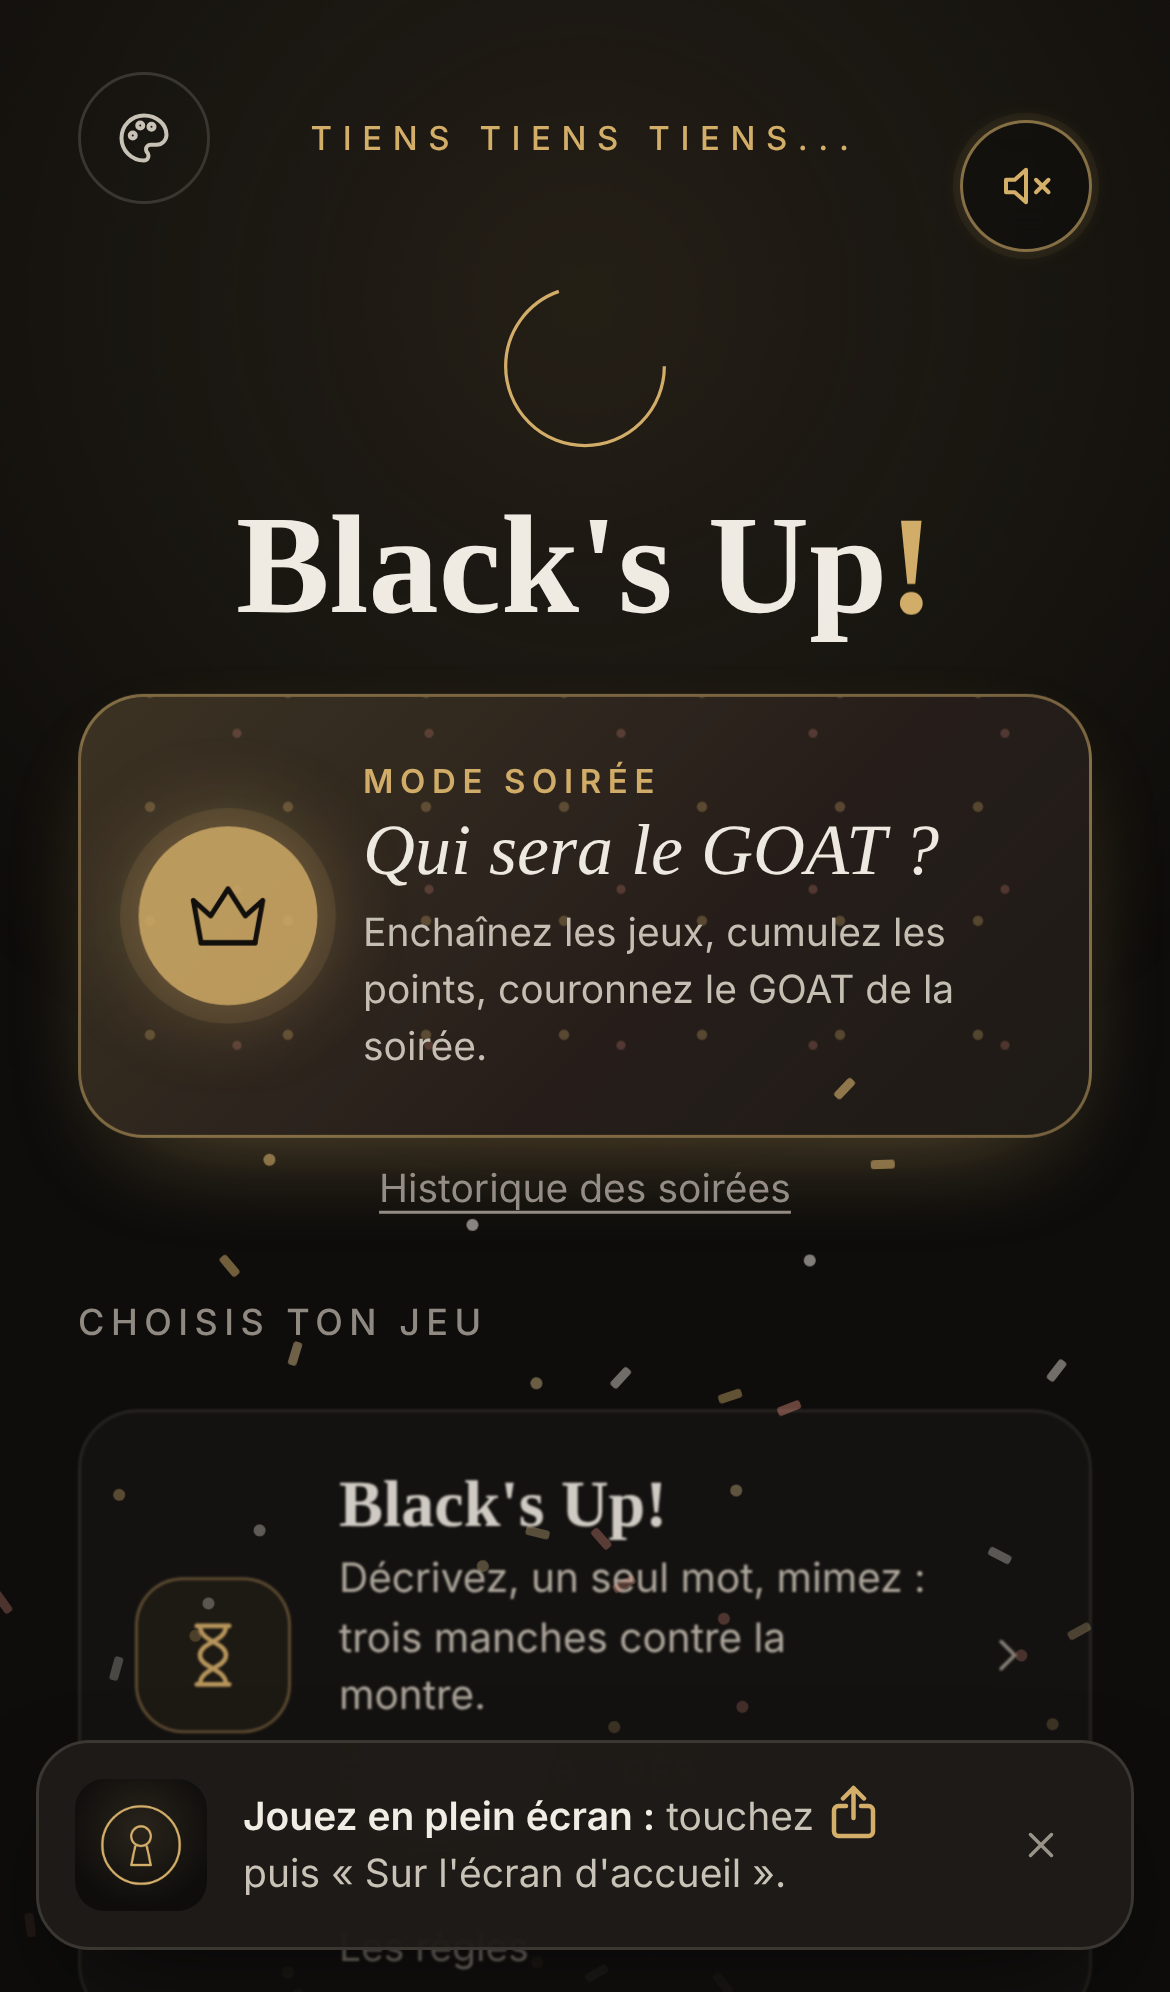 TIENS TIENS TIENS...
Black's Up!
MODE SOIRÉE
Qui sera le GOAT ?
Enchaînez les jeux, cumulez les
points, couronnez le GOAT de la
soirée.
Historique des soirées
CHOISIS TON JEU
Black's Up!
Décrivez, un seul mot, mimez :
trois manches contre la
montre.
Jouez en plein écran : touchez
puis « Sur l'écran d'accueil ».
Les règles